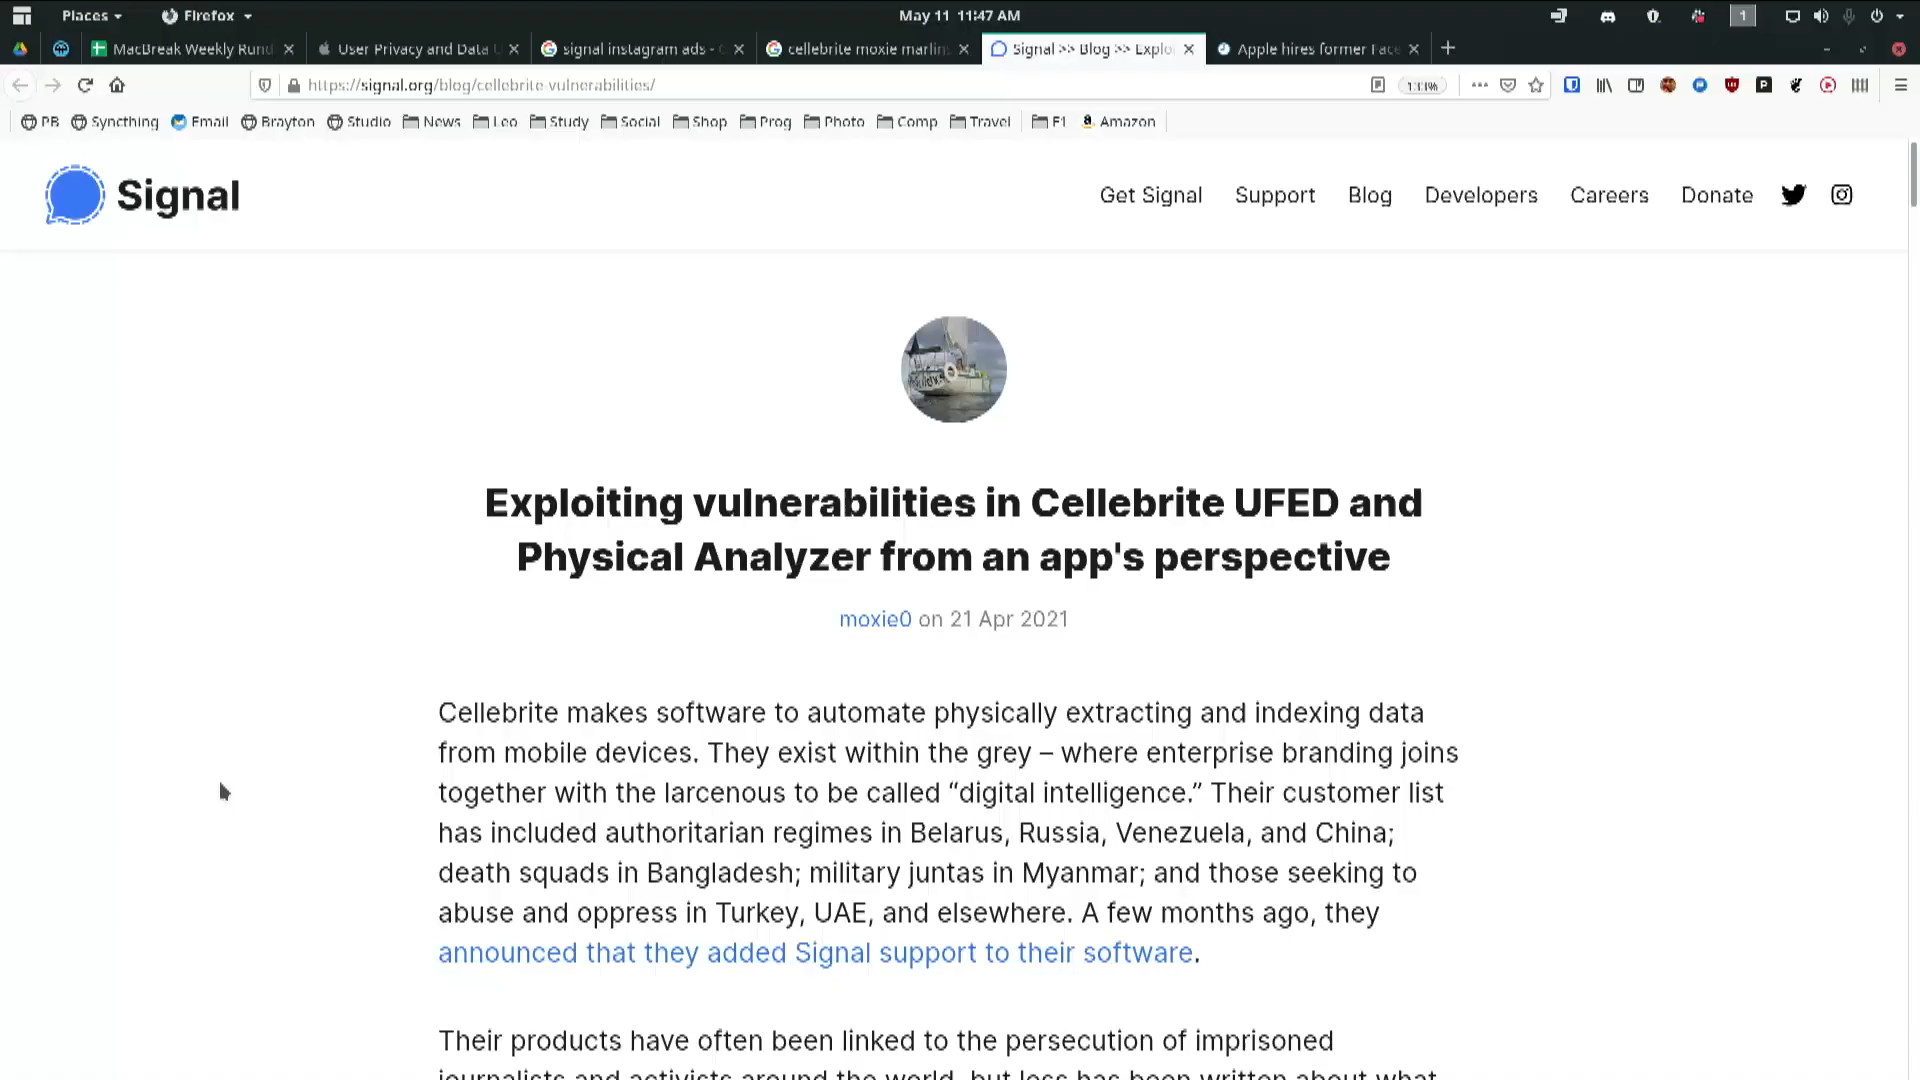 Places
Firefox
May 11 11:47 AM
1
MacBreak Weekly Rund
User Privacy and Data U
signal instagram ads -
cellebrite moxie marlin
Signal >> Blog >> Explo
Apple hires former Face
https://signal.org/blog/cellebrite-vulnerabilities/
133%
PB
Syncthing
Email
Brayton
Studio
News
Leo
Study
Social
Shop
Prog
Photo
Comp
Travel
F1
Amazon
Signal
Get Signal
Support
Blog
Developers
Careers
Donate
Exploiting vulnerabilities in Cellebrite UFED and
Physical Analyzer from an app's perspective
moxie0 on 21 Apr 2021
Cellebrite makes software to automate physically extracting and indexing data
from mobile devices. They exist within the grey – where enterprise branding joins
together with the larcenous to be called “digital intelligence.” Their customer list
has included authoritarian regimes in Belarus, Russia, Venezuela, and China;
death squads in Bangladesh; military juntas in Myanmar; and those seeking to
abuse and oppress in Turkey, UAE, and elsewhere. A few months ago, they
announced that they added Signal support to their software.
Their products have often been linked to the persecution of imprisoned
journalists and activists around the world, but less has been written about what